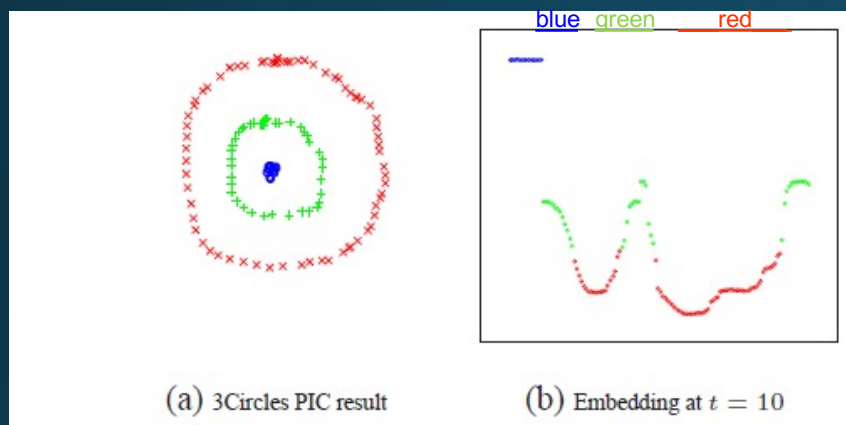 blue green red
(a) 3Circles PIC result
(b) Embedding at t = 10